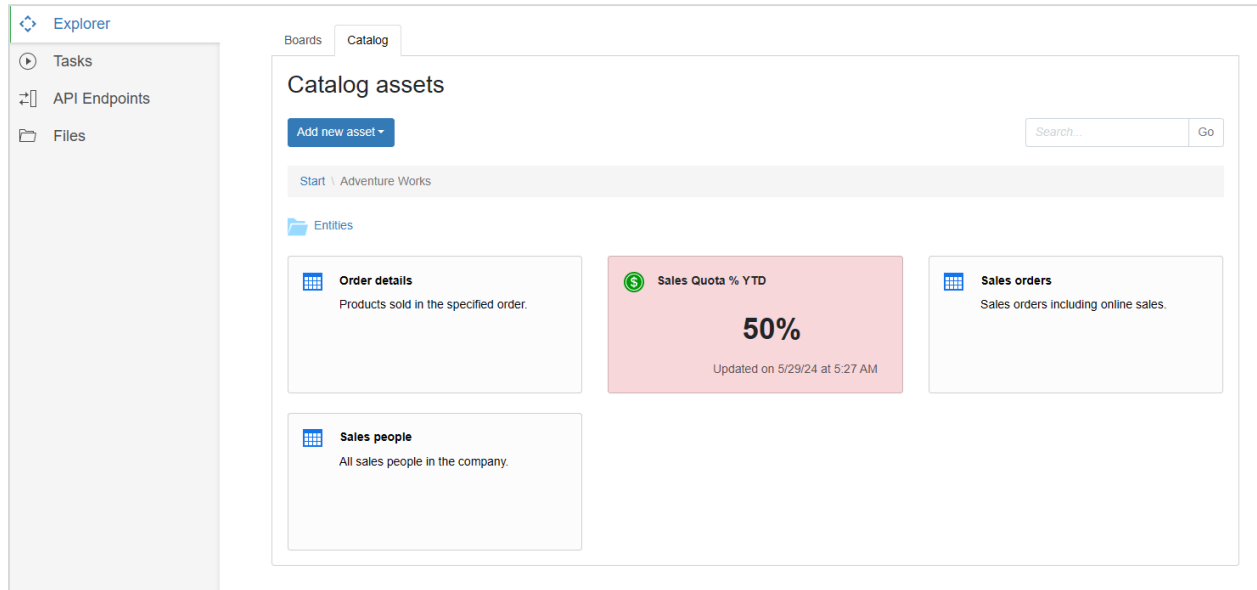 Explorer
Tasks
API Endpoints
Files
Boards
Catalog
Catalog assets
Add new asset
Search...
Go
Start \ Adventure Works
Entities
Order details
Products sold in the specified order.
Sales Quota % YTD
50%
Updated on 5/29/24 at 5:27 AM
Sales orders
Sales orders including online sales.
Sales people
All sales people in the company.